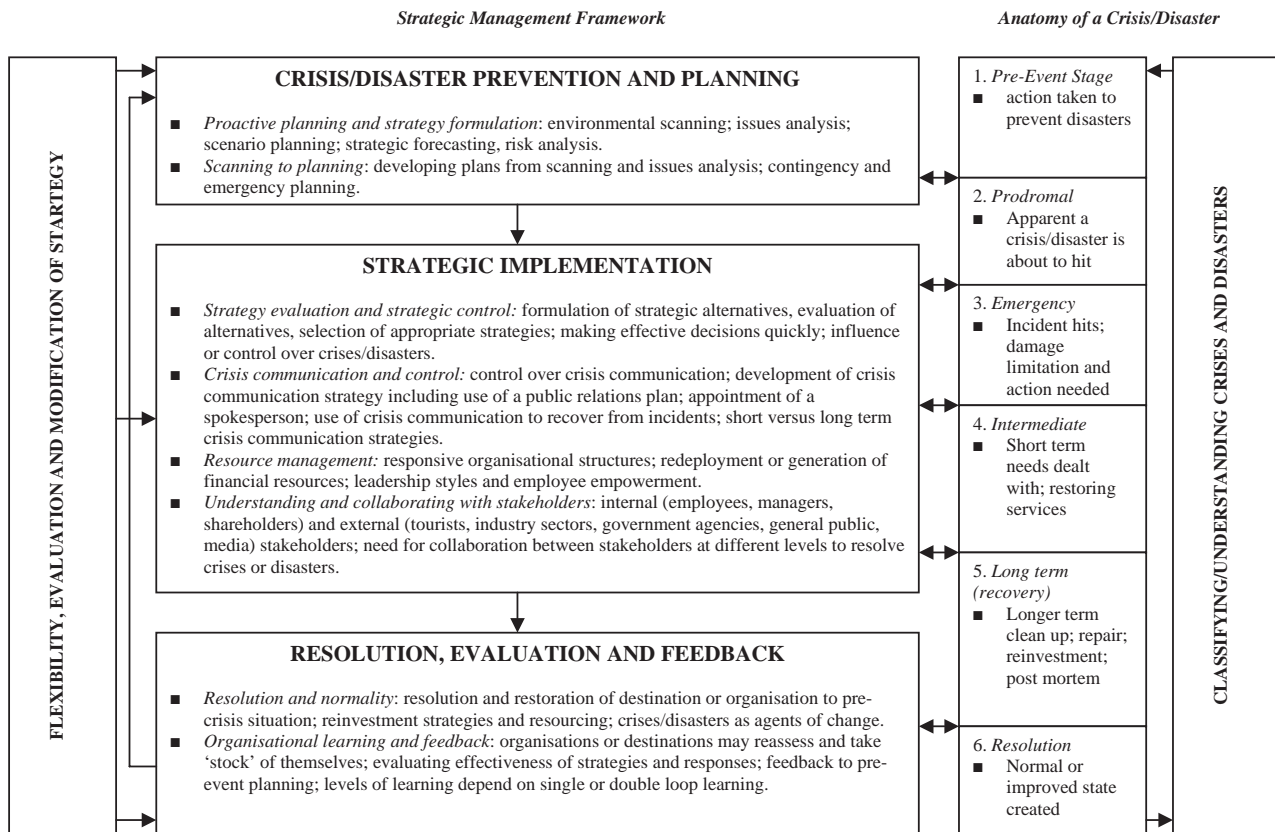 Strategic Management Framework
Anatomy of a Crisis/Disaster
FLEXIBILITY, EVALUATION AND MODIFICATION OF STARTEGY
CRISIS/DISASTER PREVENTION AND PLANNING
■ Proactive planning and strategy formulation: environmental scanning; issues analysis;
scenario planning; strategic forecasting, risk analysis.
■ Scanning to planning: developing plans from scanning and issues analysis; contingency and
emergency planning.
STRATEGIC IMPLEMENTATION
■ Strategy evaluation and strategic control: formulation of strategic alternatives, evaluation of
alternatives, selection of appropriate strategies; making effective decisions quickly; influence
or control over crises/disasters.
■ Crisis communication and control: control over crisis communication; development of crisis
communication strategy including use of a public relations plan; appointment of a
spokesperson; use of crisis communication to recover from incidents; short versus long term
crisis communication strategies.
■ Resource management: responsive organisational structures; redeployment or generation of
financial resources; leadership styles and employee empowerment.
■ Understanding and collaborating with stakeholders: internal (employees, managers,
shareholders) and external (tourists, industry sectors, government agencies, general public,
media) stakeholders; need for collaboration between stakeholders at different levels to resolve
crises or disasters.
RESOLUTION, EVALUATION AND FEEDBACK
■ Resolution and normality: resolution and restoration of destination or organisation to pre-
crisis situation; reinvestment strategies and resourcing; crises/disasters as agents of change.
■ Organisational learning and feedback: organisations or destinations may reassess and take
‘stock’ of themselves; evaluating effectiveness of strategies and responses; feedback to pre-
event planning; levels of learning depend on single or double loop learning.
1. Pre-Event Stage
■ action taken to
prevent disasters
2. Prodromal
■ Apparent a
crisis/disaster is
about to hit
3. Emergency
■ Incident hits;
damage
limitation and
action needed
4. Intermediate
■ Short term
needs dealt
with; restoring
services
5. Long term
(recovery)
■ Longer term
clean up; repair;
reinvestment;
post mortem
6. Resolution
■ Normal or
improved state
created
CLASSIFYING/UNDERSTANDING CRISES AND DISASTERS